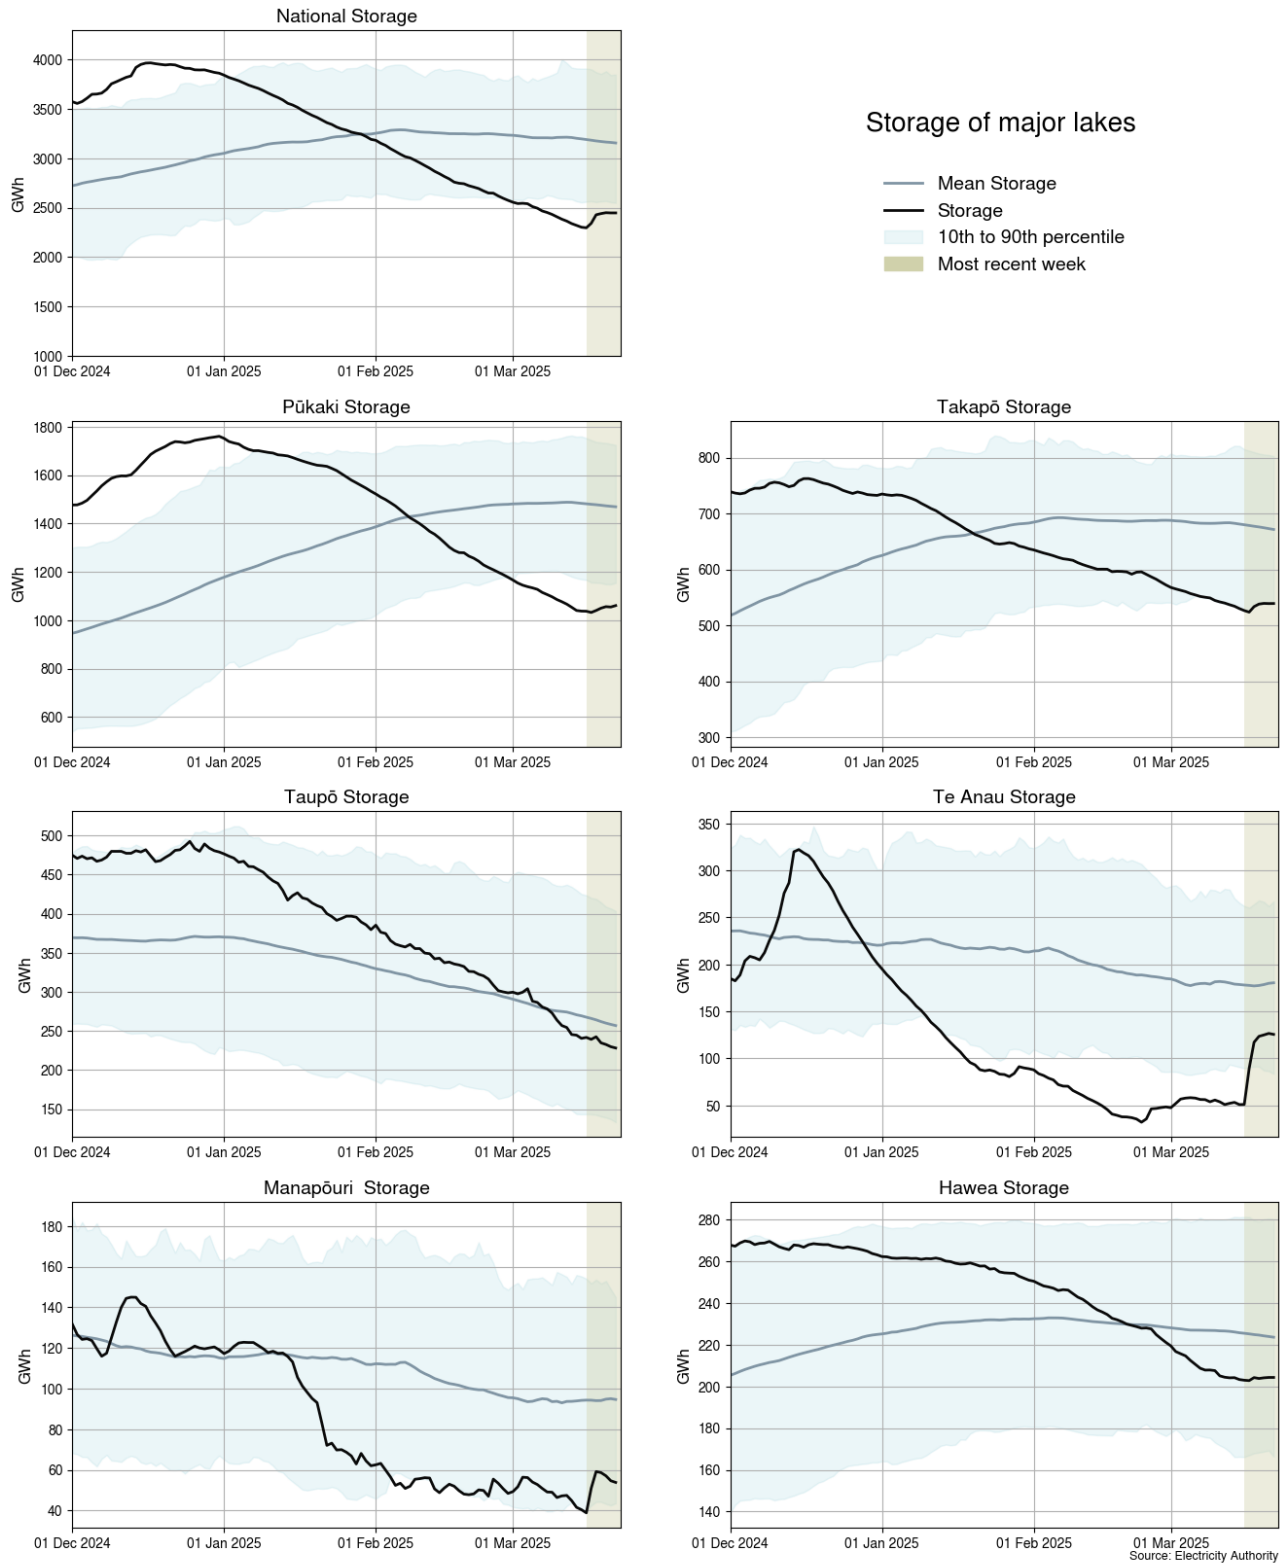 National Storage
4000
3500
3000
2500
2000
1500
1000
GWh
01 Dec 2024
01 Jan 2025
01 Feb 2025
01 Mar 2025
Storage of major lakes
Mean Storage
Storage
10th to 90th percentile
Most recent week
Pūkaki Storage
1800
1600
1400
1200
1000
800
600
GWh
01 Dec 2024
01 Jan 2025
01 Feb 2025
01 Mar 2025
Takapō Storage
800
700
600
500
400
300
GWh
01 Dec 2024
01 Jan 2025
01 Feb 2025
01 Mar 2025
Taupō Storage
500
450
400
350
300
250
200
150
GWh
01 Dec 2024
01 Jan 2025
01 Feb 2025
01 Mar 2025
Te Anau Storage
350
300
250
200
150
100
50
GWh
01 Dec 2024
01 Jan 2025
01 Feb 2025
01 Mar 2025
Manapōuri  Storage
180
160
140
120
100
80
60
40
GWh
01 Dec 2024
01 Jan 2025
01 Feb 2025
01 Mar 2025
Hawea Storage
280
260
240
220
200
180
160
140
GWh
01 Dec 2024
01 Jan 2025
01 Feb 2025
01 Mar 2025
Source: Electricity Authority